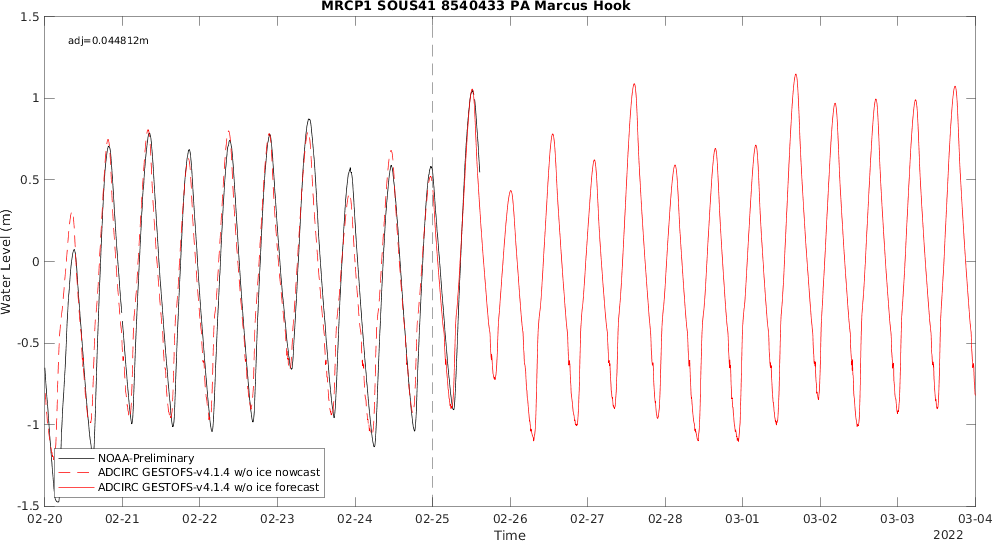 MRCP1 SOUS41 8540433 PA Marcus Hook
adj=0.044812m
1.5
1
0.5
0
-0.5
-1
-1.5
Water Level (m)
NOAA-Preliminary
ADCIRC GESTOFS-v4.1.4 w/o ice nowcast
ADCIRC GESTOFS-v4.1.4 w/o ice forecast
02-20 02-21 02-22 02-23 02-24 02-25 02-26 02-27 02-28 03-01 03-02 03-03 03-04
Time
2022